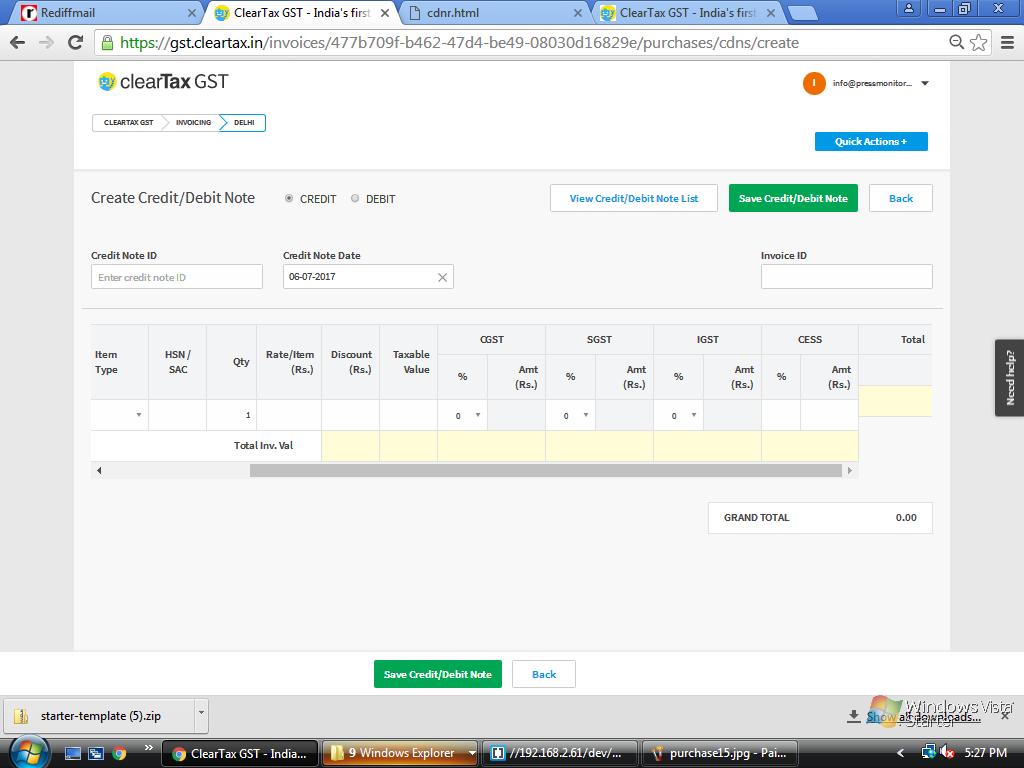 Rediffmail
ClearTax GST - India's first
cdnr.html
ClearTax GST - India's first
https://gst.cleartax.in/invoices/477b709f-b462-47d4-be49-08030d16829e/purchases/cdns/create
clearTax GST
I
info@pressmonitor...
CLEARTAX GST
INVOICING
DELHI
Quick Actions +
Create Credit/Debit Note
CREDIT
DEBIT
View Credit/Debit Note List
Save Credit/Debit Note
Back
Credit Note ID
Credit Note Date
Invoice ID
Enter credit note ID
06-07-2017
Item Type
HSN / SAC
Qty
Rate/Item (Rs.)
Discount (Rs.)
Taxable Value
CGST
SGST
IGST
CESS
Total
%
Amt (Rs.)
%
Amt (Rs.)
%
Amt (Rs.)
%
Amt (Rs.)
1
0
0
0
Total Inv. Val
GRAND TOTAL
0.00
Need help?
Save Credit/Debit Note
Back
starter-template (5).zip
Show all downloads...
Windows Vista
Starter
ClearTax GST - India...
9 Windows Explorer
//192.168.2.61/dev/...
purchase15.jpg - Pai...
5:27 PM